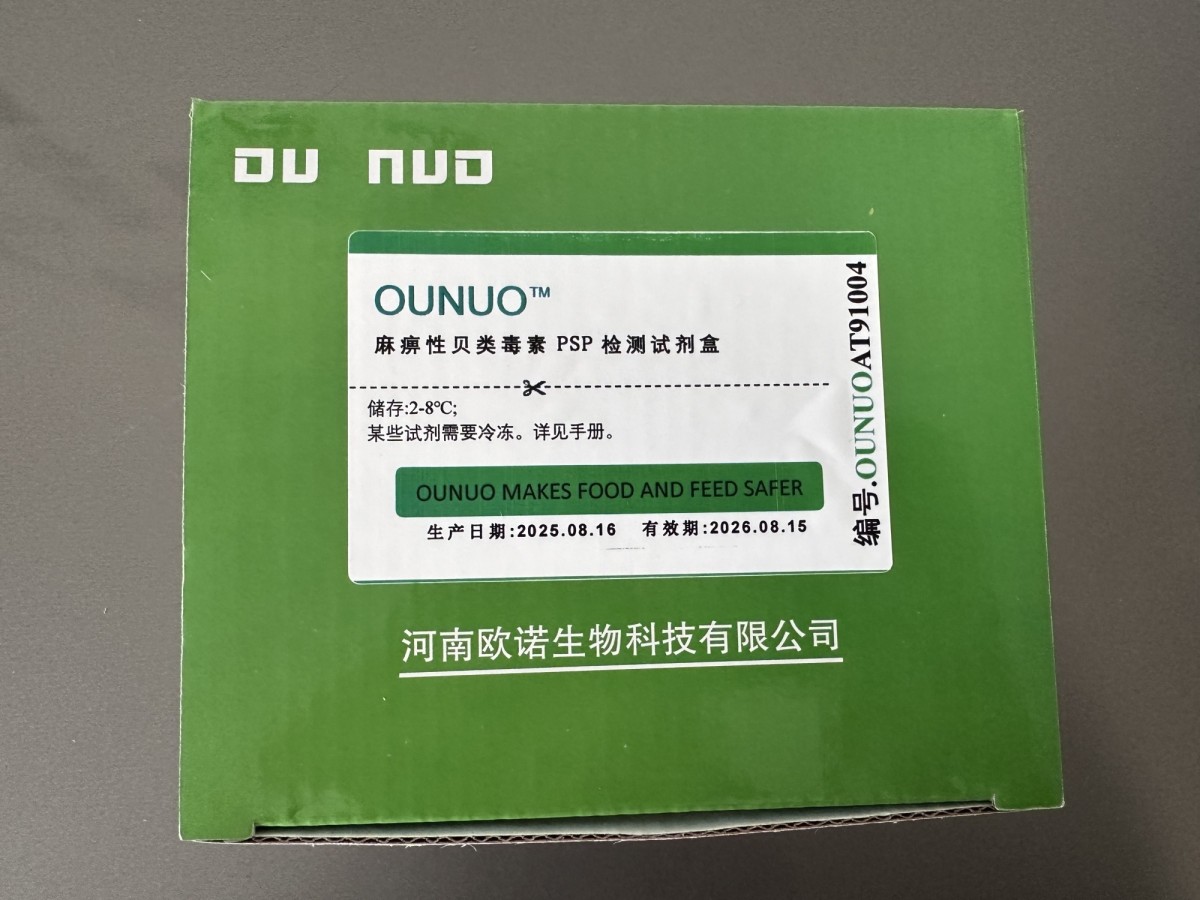 OU NUO
OUNUO™
麻痹性贝类毒素 PSP 检测试剂盒
储存:2-8℃;
某些试剂需要冷冻。详见手册。
OUNUO MAKES FOOD AND FEED SAFER
生产日期:2025.08.16 有效期:2026.08.15
编号.OUNUOAT91004
河南欧诺生物科技有限公司